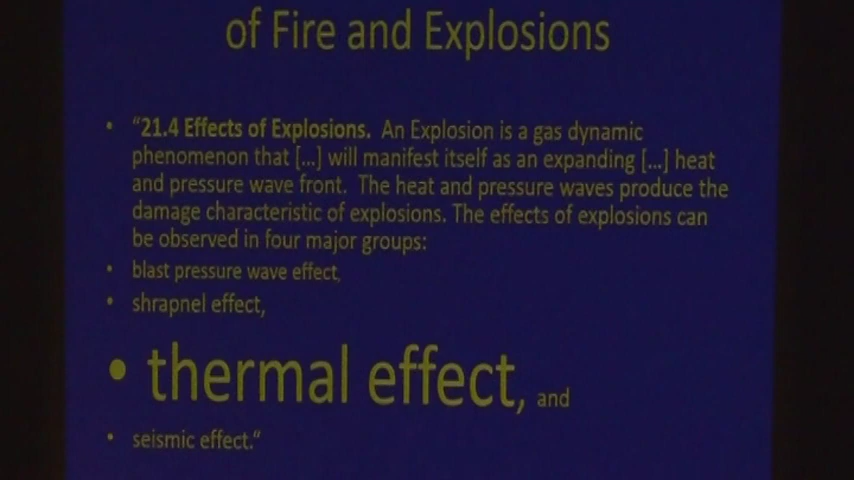 of Fire and Explosions
• “21.4 Effects of Explosions. An Explosion is a gas dynamic
phenomenon that [...] will manifest itself as an expanding [...] heat
and pressure wave front. The heat and pressure waves produce the
damage characteristic of explosions. The effects of explosions can
be observed in four major groups:
• blast pressure wave effect,
• shrapnel effect,
• thermal effect, and
• seismic effect.“